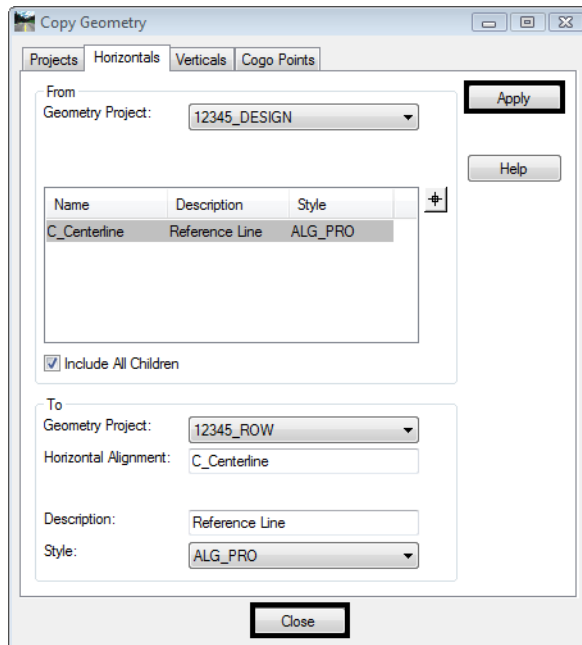 Copy Geometry
Projects Horizontals Verticals Cogo Points
From
Geometry Project: 12345_DESIGN
Apply
Help
Name Description Style
C_Centerline Reference Line ALG_PRO
Include All Children
To
Geometry Project: 12345_ROW
Horizontal Alignment: C_Centerline
Description: Reference Line
Style: ALG_PRO
Close